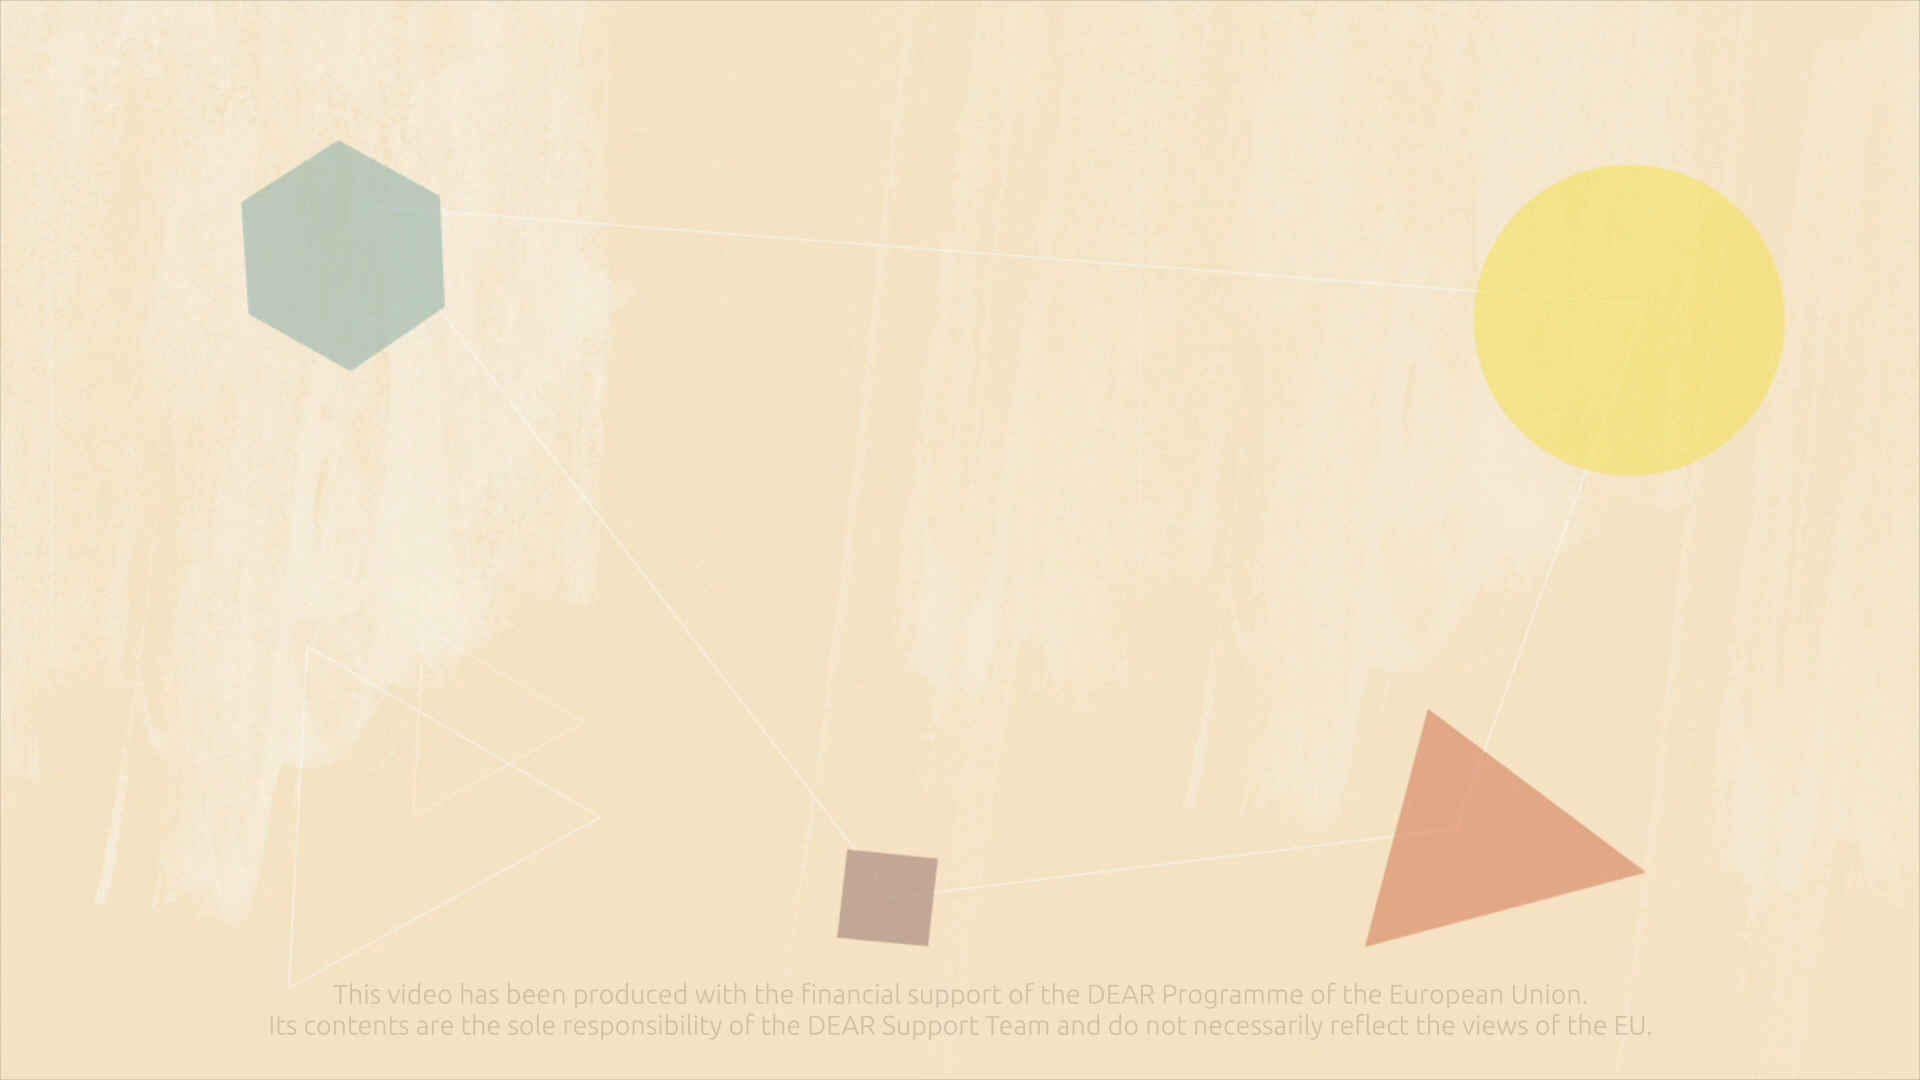 This video has been produced with the financial support of the DEAR Programme of the European Union.
Its contents are the sole responsibility of the DEAR Support Team and do not necessarily reflect the views of the EU.